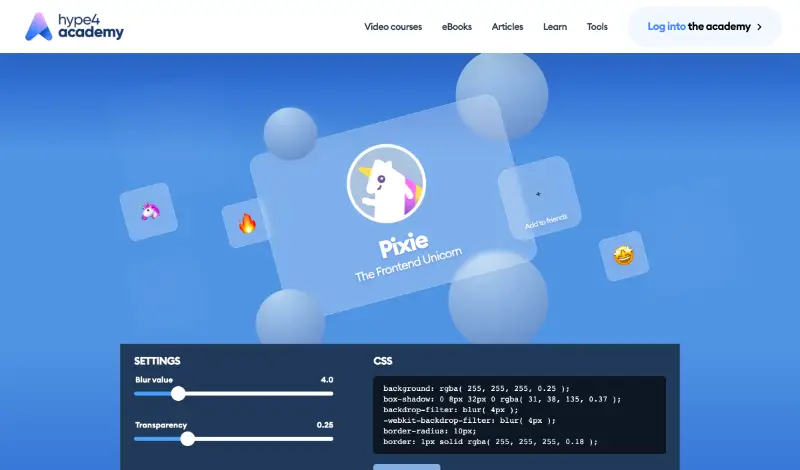 hype4
academy
Video courses
eBooks
Articles
Learn
Tools
Log into the academy
+
Add to friends
Pixie
The Frontend Unicorn
SETTINGS
Blur value
4.0
Transparency
0.25
CSS
background: rgba( 255, 255, 255, 0.25 );
box-shadow: 0 8px 32px 0 rgba( 31, 38, 135, 0.37 );
backdrop-filter: blur( 4px );
-webkit-backdrop-filter: blur( 4px );
border-radius: 10px;
border: 1px solid rgba( 255, 255, 255, 0.18 );